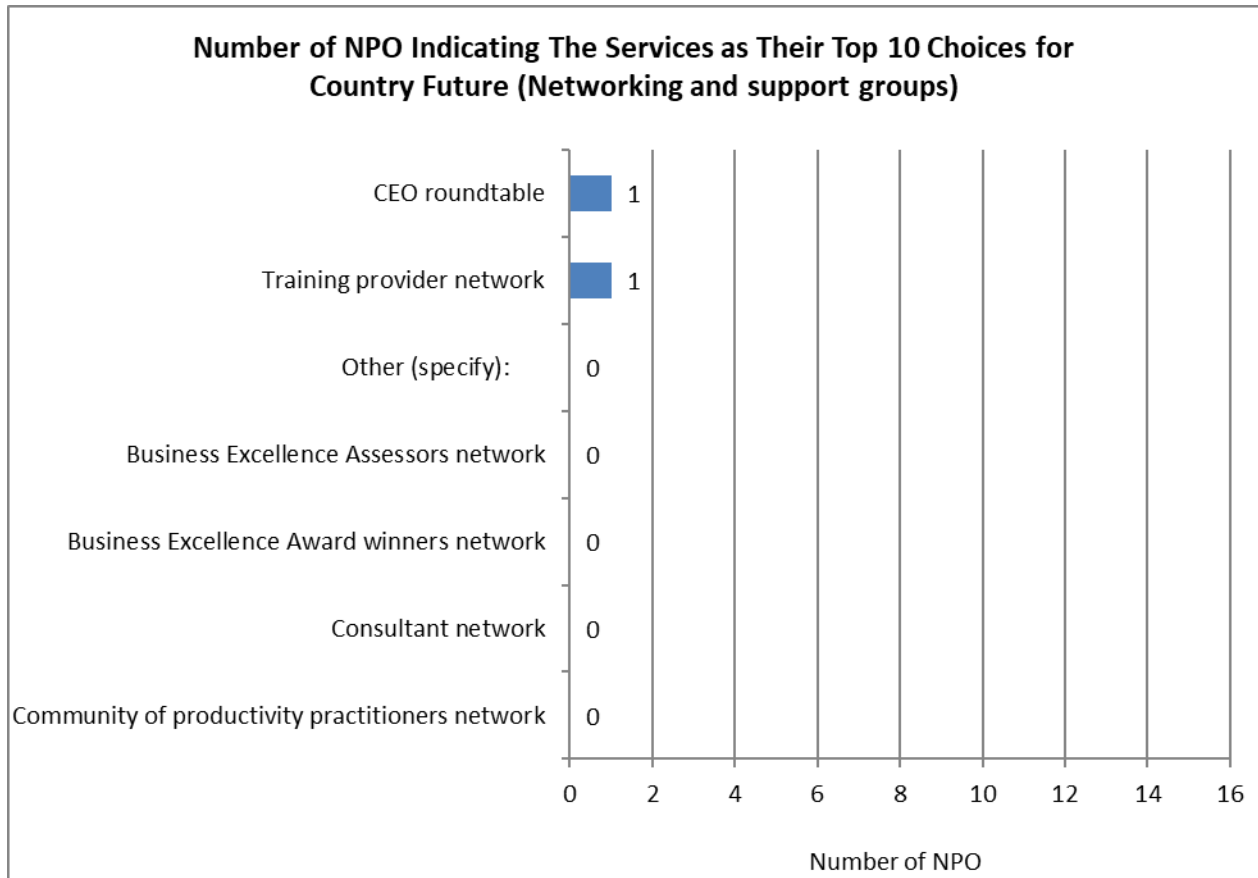 Number of NPO Indicating The Services as Their Top 10 Choices for
Country Future (Networking and support groups)
CEO roundtable 1
Training provider network 1
Other (specify): 0
Business Excellence Assessors network 0
Business Excellence Award winners network 0
Consultant network 0
Community of productivity practitioners network 0
0 2 4 6 8 10 12 14 16
Number of NPO